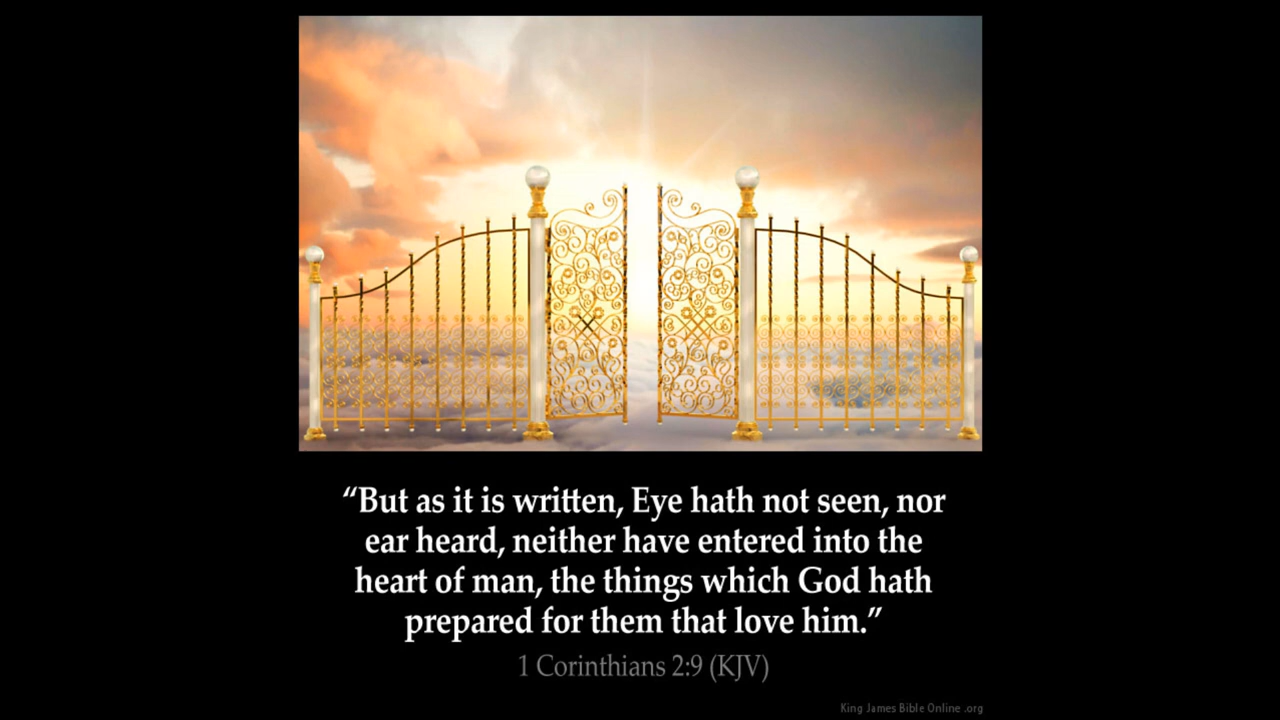 “But as it is written, Eye hath not seen, nor
ear heard, neither have entered into the
heart of man, the things which God hath
prepared for them that love him.”
1 Corinthians 2:9 (KJV)
King James Bible Online .org